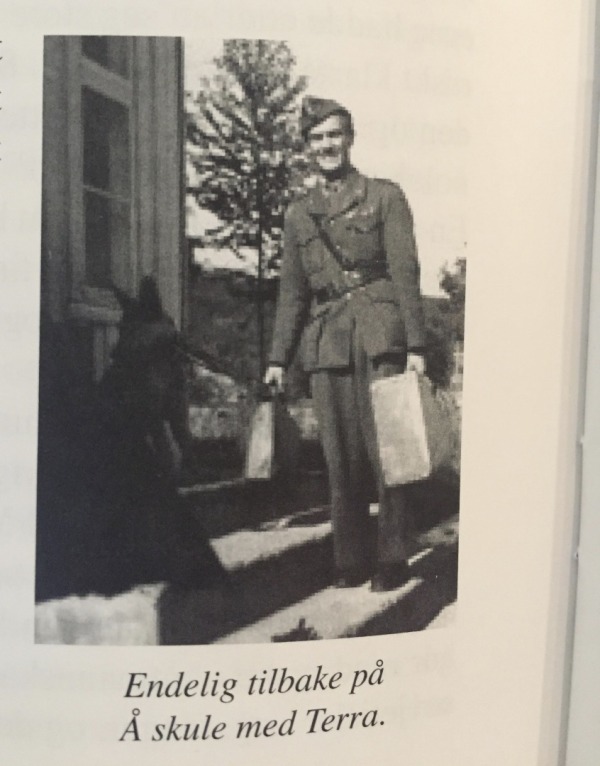 Endelig tilbake på
Å skule med Terra.